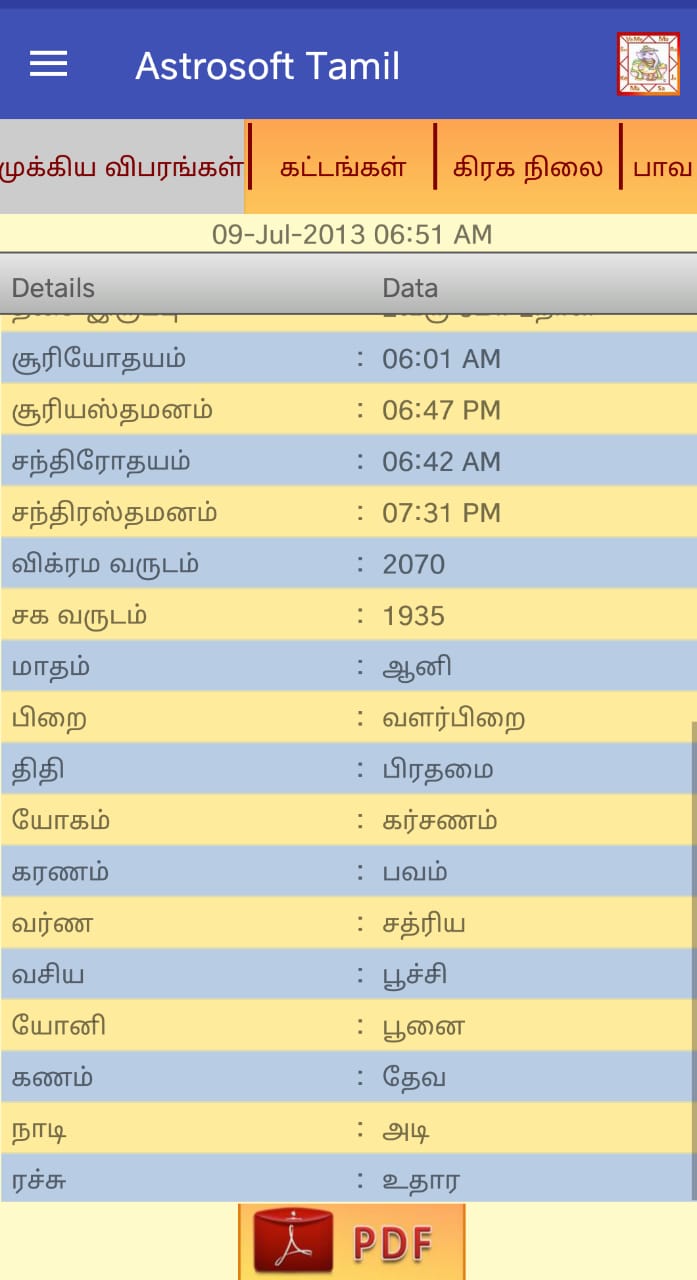 Astrosoft Tamil
முக்கிய விபரங்கள் கட்டங்கள் கிரக நிலை பாவ
09-Jul-2013 06:51 AM
Details Data
சூரியோதயம் : 06:01 AM
சூரியஸ்தமனம் : 06:47 PM
சந்திரோதயம் : 06:42 AM
சந்திரஸ்தமனம் : 07:31 PM
விக்ரம வருடம் : 2070
சக வருடம் : 1935
மாதம் : ஆனி
பிறை : வளர்பிறை
திதி : பிரதமை
யோகம் : கர்சணம்
கரணம் : பவம்
வர்ண : சத்ரிய
வசிய : பூச்சி
யோனி : பூனை
கணம் : தேவ
நாடி : அடி
ரச்சு : உதார
PDF